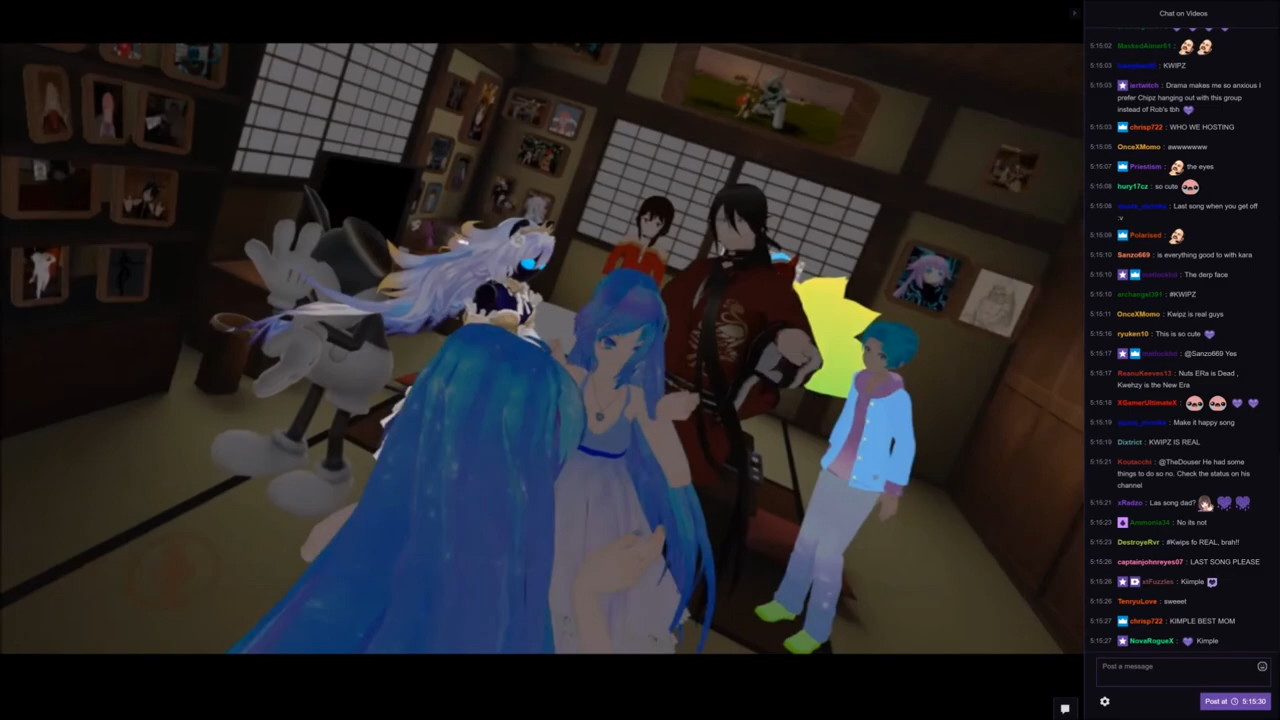 Chat on Videos
5:15:02 MaskedAimer61 :
5:15:03 : KWIPZ
5:15:03 iertwitch : Drama makes me so anxious I
prefer Chipz hanging out with this group
instead of Rob's tbh
5:15:03 chrisp722 : WHO WE HOSTING
5:15:05 OnceXMomo : awwwwwww
5:15:07 Priestism : the eyes
5:15:08 hury17cz : so cute
5:15:08 : Last song when you get off
:v
5:15:09 Polarised :
5:15:10 Sanzo669 : is everything good to with kara
5:15:10 : The derp face
5:15:10 archangel391 : #KWIPZ
5:15:11 OnceXMomo : Kwipz is real guys
5:15:16 ryuken10 : This is so cute
5:15:17 : @Sanzo669 Yes
5:15:17 ReanuKeeves13 : Nuts ERa is Dead ,
Kwehzy is the New Era
5:15:18 XGamerUltimateX :
5:15:19 : Make it happy song
5:15:19 Dixtrict : KWIPZ IS REAL
5:15:21 Koutacchi : @TheDouser He had some
things to do so no. Check the status on his
channel
5:15:21 xRadzo : Las song dad?
5:15:23 Ammonia34 : No its not
5:15:23 DestroyeRvr : #Kwips fo REAL, brah!!
5:15:26 captainjohnreyes07 : LAST SONG PLEASE
5:15:26 xtFuzzles : Kiimple
5:15:26 TenryuLove : sweeet
5:15:27 chrisp722 : KIMPLE BEST MOM
5:15:27 NovaRogueX : Kimple
Post a message
Post at 5:15:30